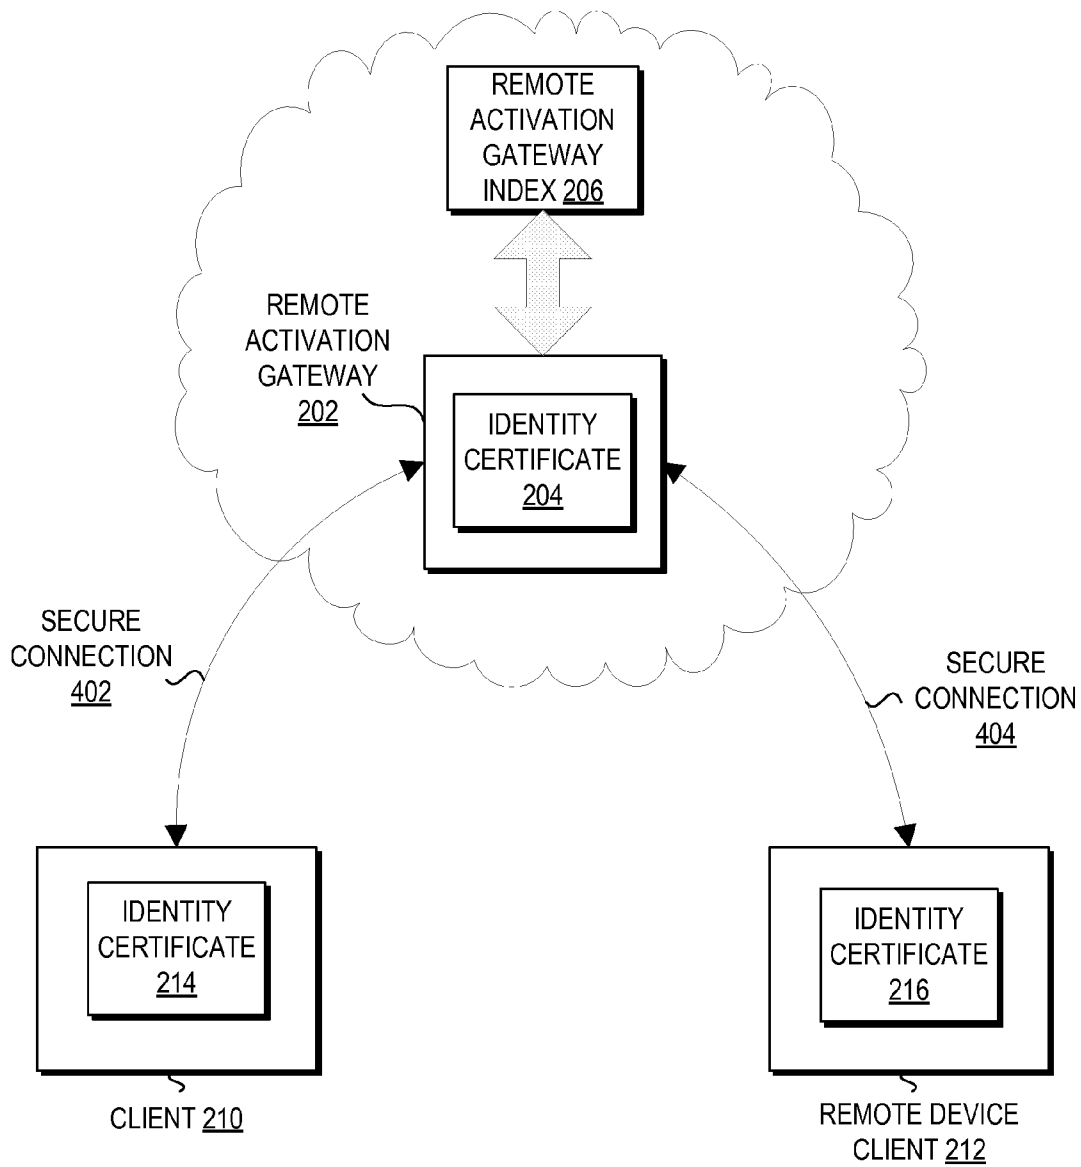 REMOTE
ACTIVATION
GATEWAY
INDEX 206
REMOTE
ACTIVATION
GATEWAY
202
IDENTITY
CERTIFICATE
204
SECURE
CONNECTION
402
SECURE
CONNECTION
404
IDENTITY
CERTIFICATE
214
IDENTITY
CERTIFICATE
216
CLIENT 210
REMOTE DEVICE
CLIENT 212